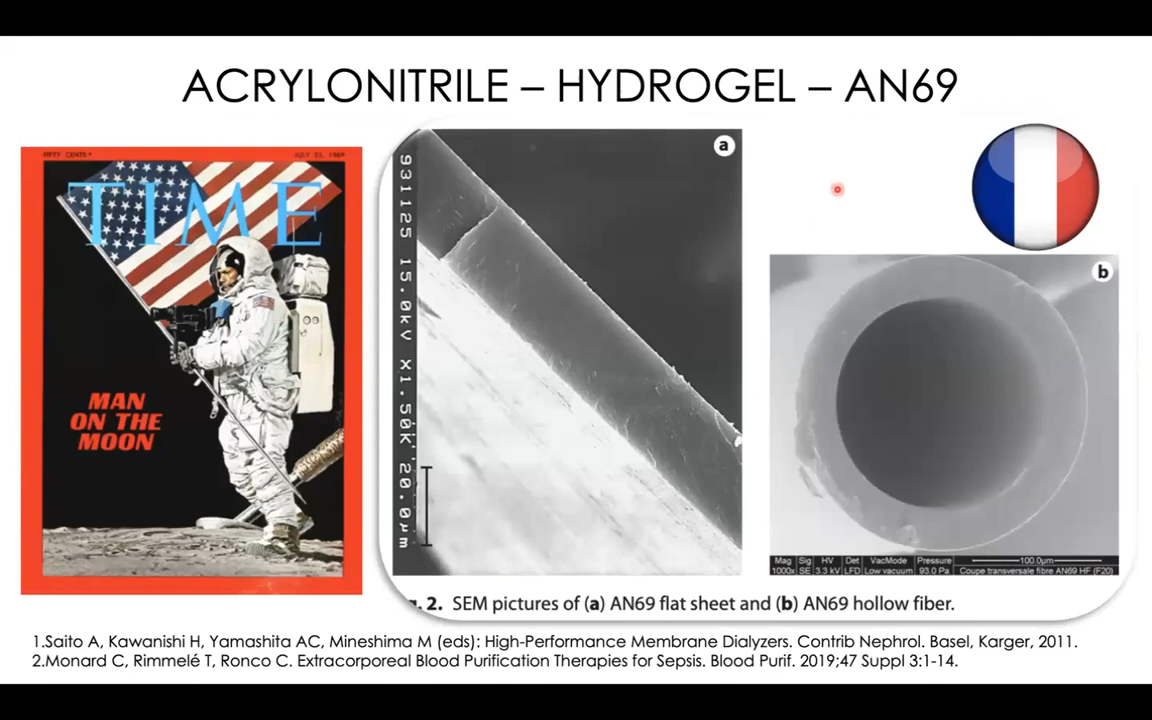 ACRYLONITRILE – HYDROGEL – AN69
FIFTY CENTS
JULY 25, 1969
TIME
MAN
ON THE
MOON
931125 15.0kV X1.50K 20.0µm
a
b
Mag Sig HV Det VacMode Pressure
1000x SE 3.3 kV LFD Low vacuum 93.0 Pa
100.0µm
Coupe transversale fibre AN69 HF (F20)
. 2. SEM pictures of (a) AN69 flat sheet and (b) AN69 hollow fiber.
1.Saito A, Kawanishi H, Yamashita AC, Mineshima M (eds): High-Performance Membrane Dialyzers. Contrib Nephrol. Basel, Karger, 2011.
2.Monard C, Rimmelé T, Ronco C. Extracorporeal Blood Purification Therapies for Sepsis. Blood Purif. 2019;47 Suppl 3:1-14.